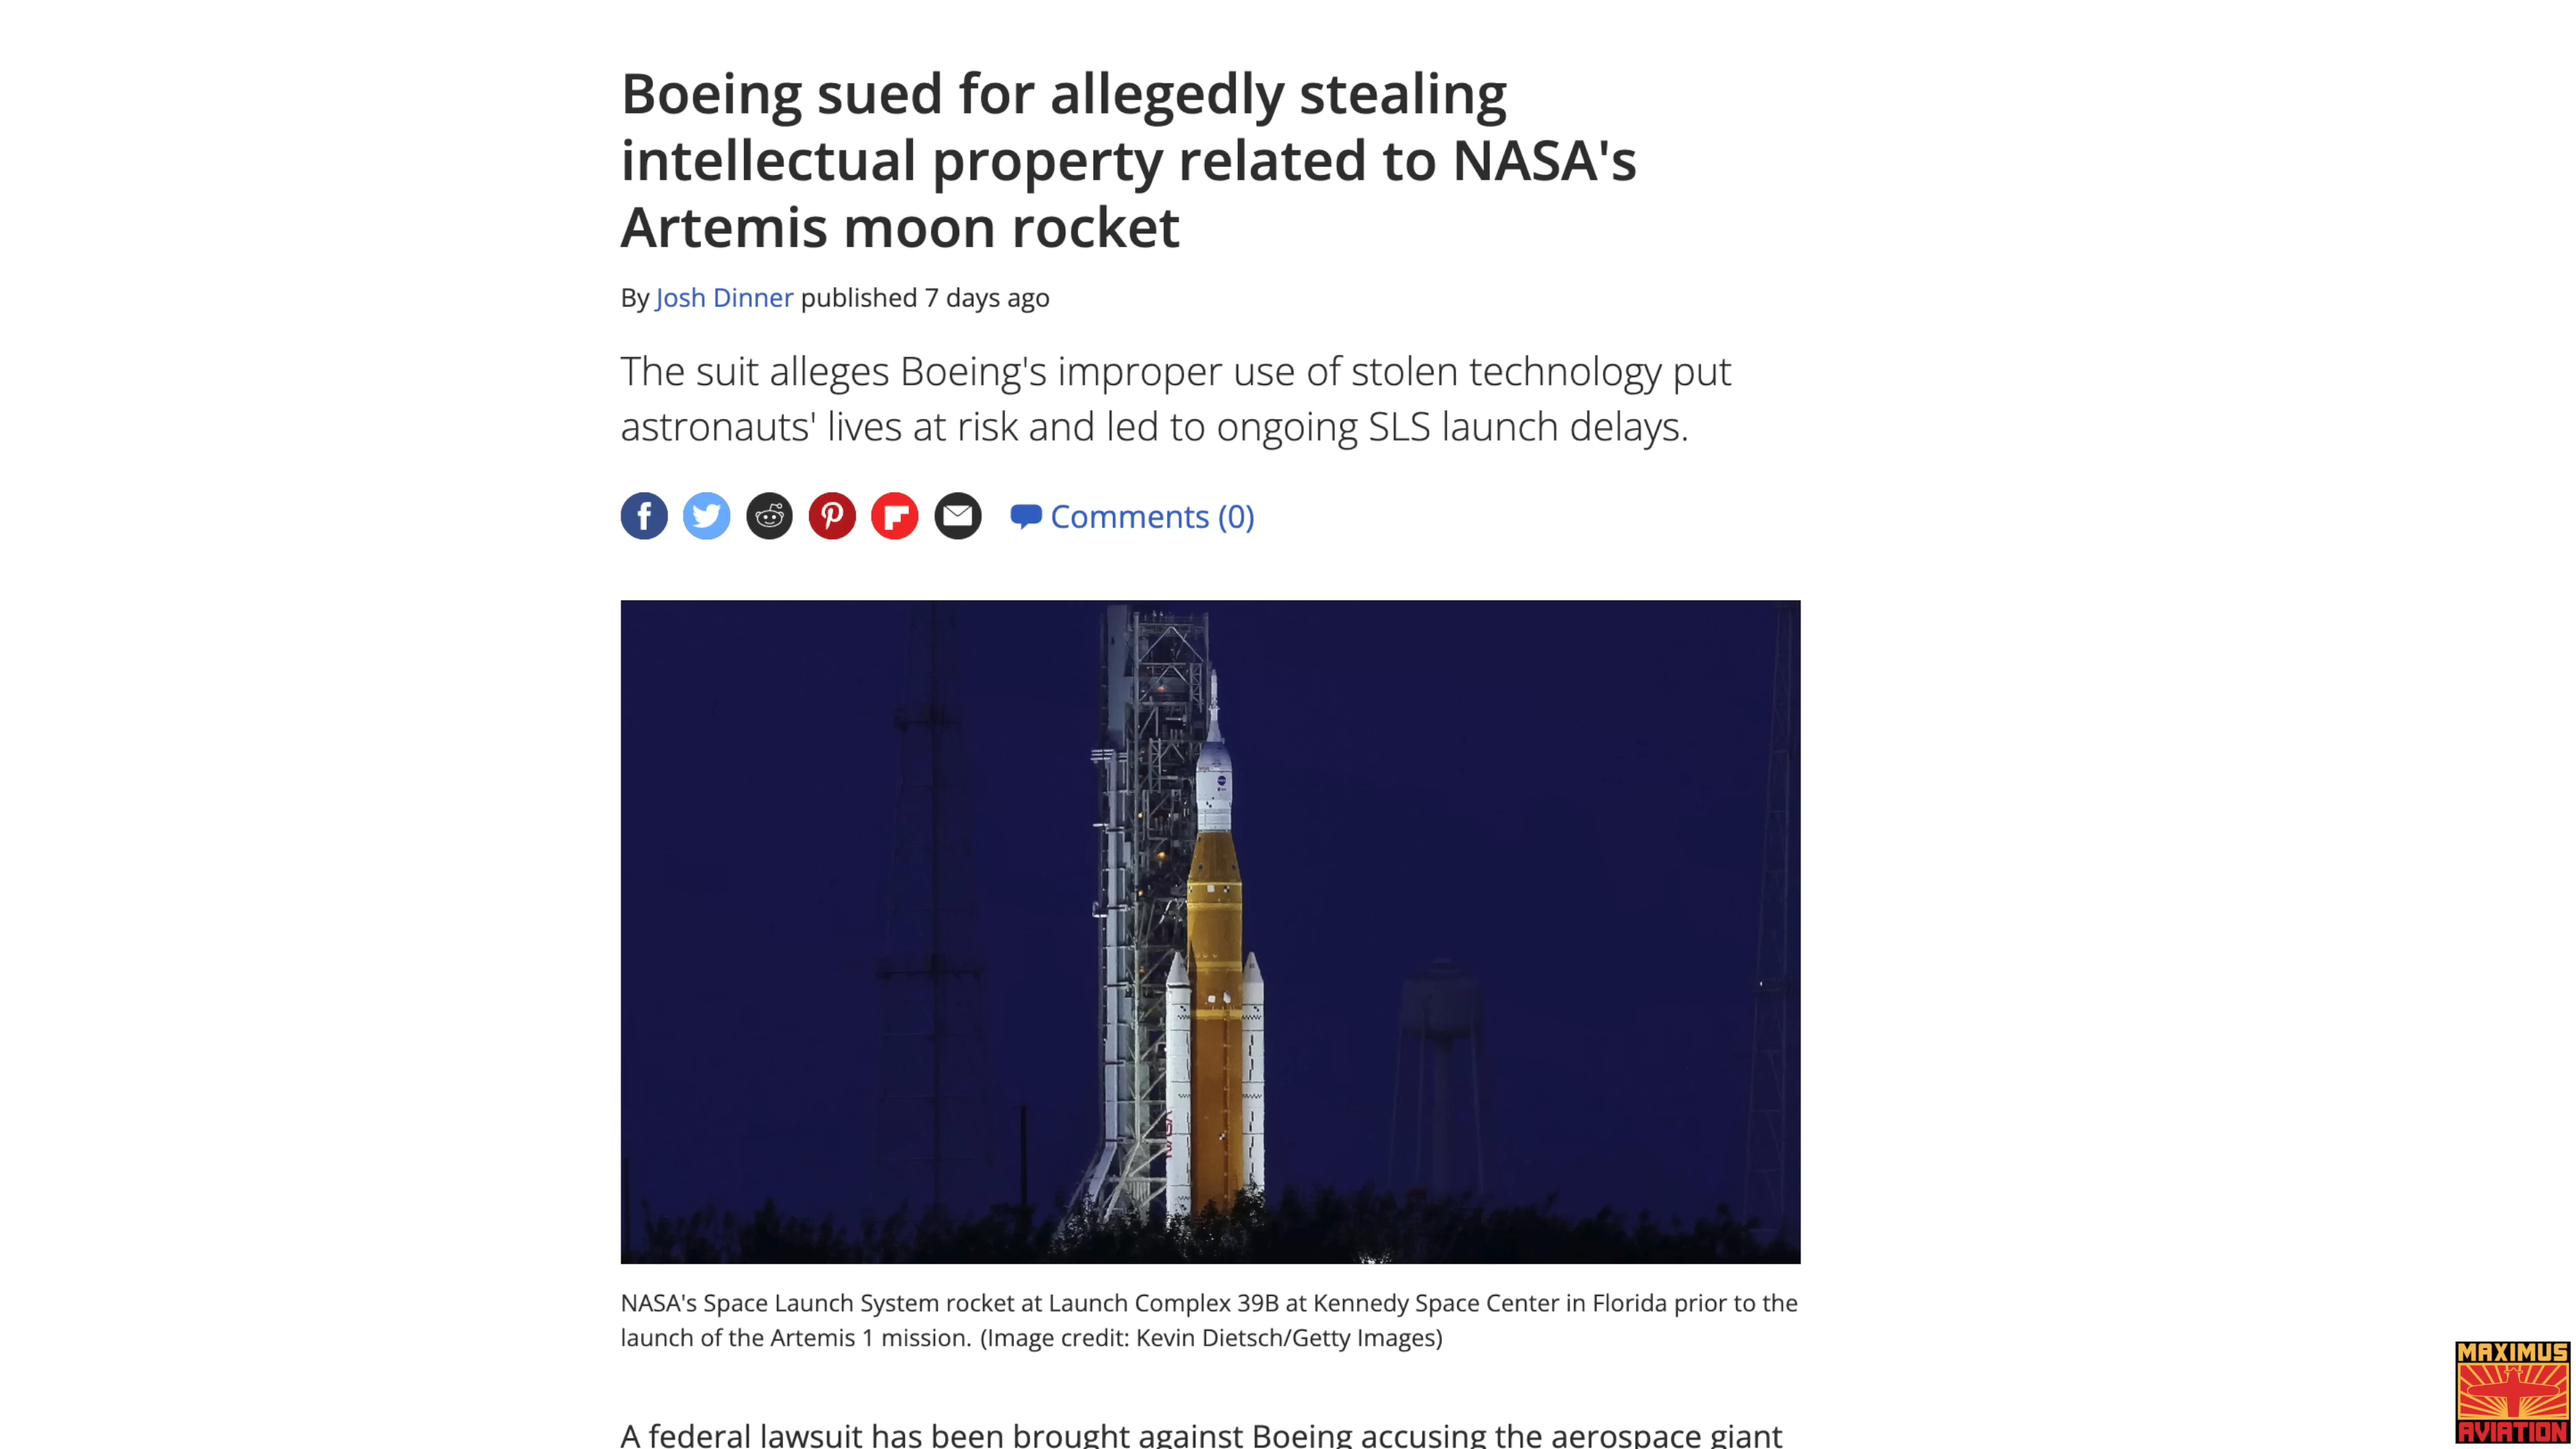 Boeing sued for allegedly stealing
intellectual property related to NASA's
Artemis moon rocket
By Josh Dinner published 7 days ago
The suit alleges Boeing's improper use of stolen technology put
astronauts' lives at risk and led to ongoing SLS launch delays.
Comments (0)
NASA
NASA's Space Launch System rocket at Launch Complex 39B at Kennedy Space Center in Florida prior to the
launch of the Artemis 1 mission. (Image credit: Kevin Dietsch/Getty Images)
A federal lawsuit has been brought against Boeing accusing the aerospace giant
MAXIMUS
AVIATION